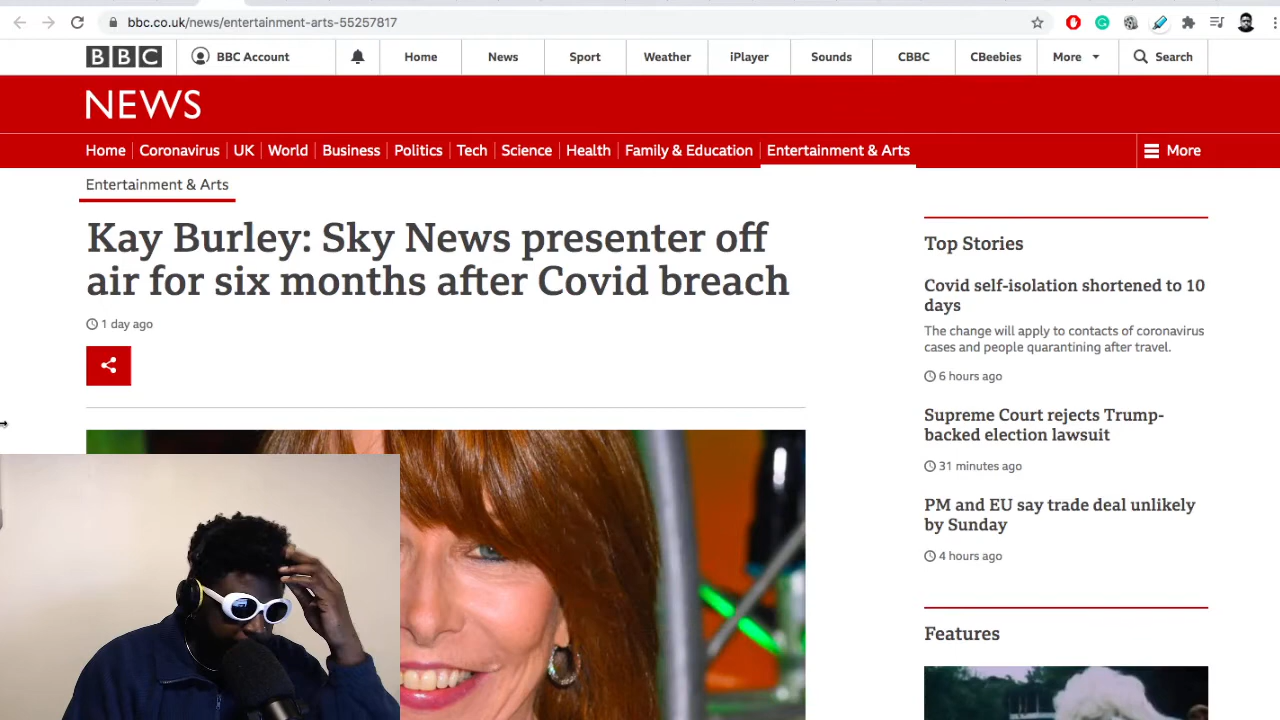 bbc.co.uk/news/entertainment-arts-55257817
BBC
BBC Account
Home
News
Sport
Weather
iPlayer
Sounds
CBBC
CBeebies
More
Search
NEWS
Home
Coronavirus
UK
World
Business
Politics
Tech
Science
Health
Family & Education
Entertainment & Arts
More
Entertainment & Arts
Kay Burley: Sky News presenter off
air for six months after Covid breach
1 day ago
Top Stories
Covid self-isolation shortened to 10
days
The change will apply to contacts of coronavirus
cases and people quarantining after travel.
6 hours ago
Supreme Court rejects Trump-
backed election lawsuit
31 minutes ago
PM and EU say trade deal unlikely
by Sunday
4 hours ago
Features